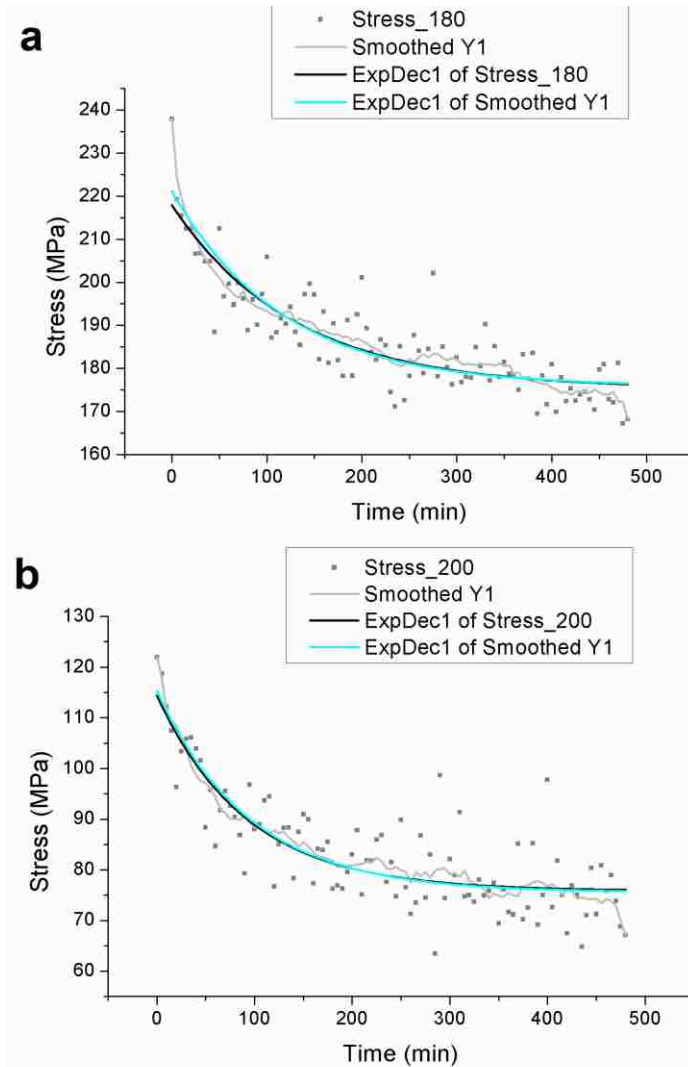 a
Stress_180
Smoothed Y1
ExpDec1 of Stress_180
ExpDec1 of Smoothed Y1
240
230
220
210
200
190
180
170
160
Stress (MPa)
0 100 200 300 400 500
Time (min)
b
Stress_200
Smoothed Y1
ExpDec1 of Stress_200
ExpDec1 of Smoothed Y1
130
120
110
100
90
80
70
60
Stress (MPa)
0 100 200 300 400 500
Time (min)